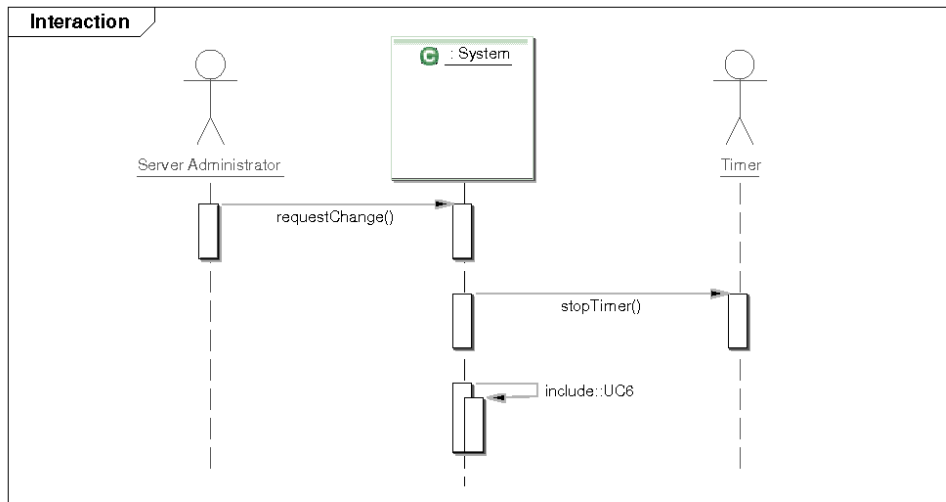 Interaction
C : System
Server Administrator
Timer
requestChange()
stopTimer()
include::UC6